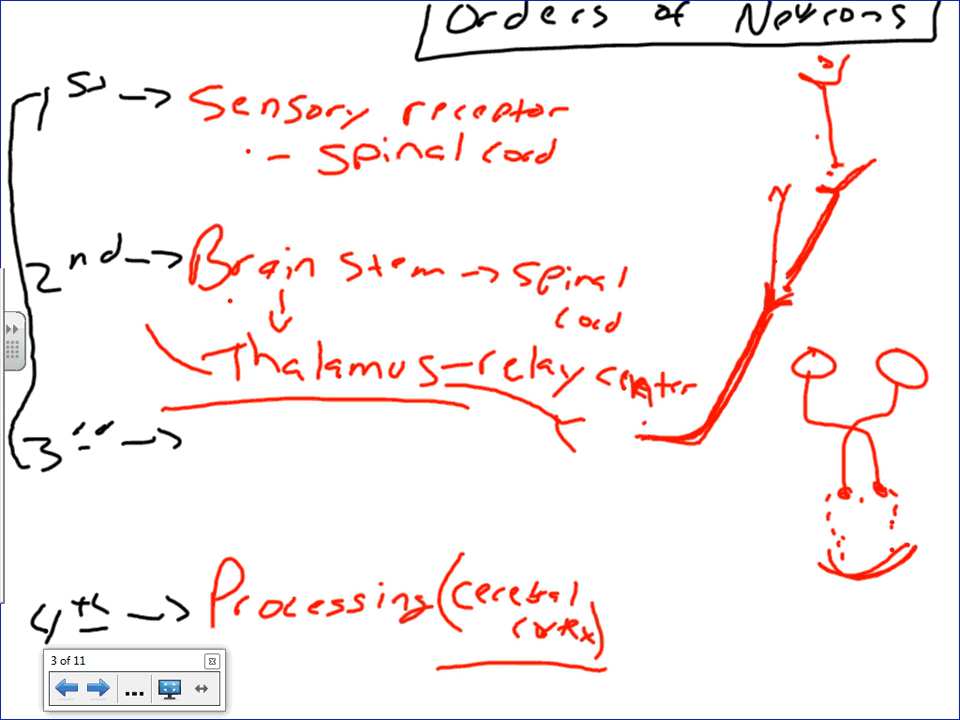 Orders of Neurons
1st → Sensory receptor
- Spinal cord
2nd → Brain stem → spinal
cord
↓
Thalamus - relay center
3 →
4th → Processing (cerebral
cortex)
3 of 11
...